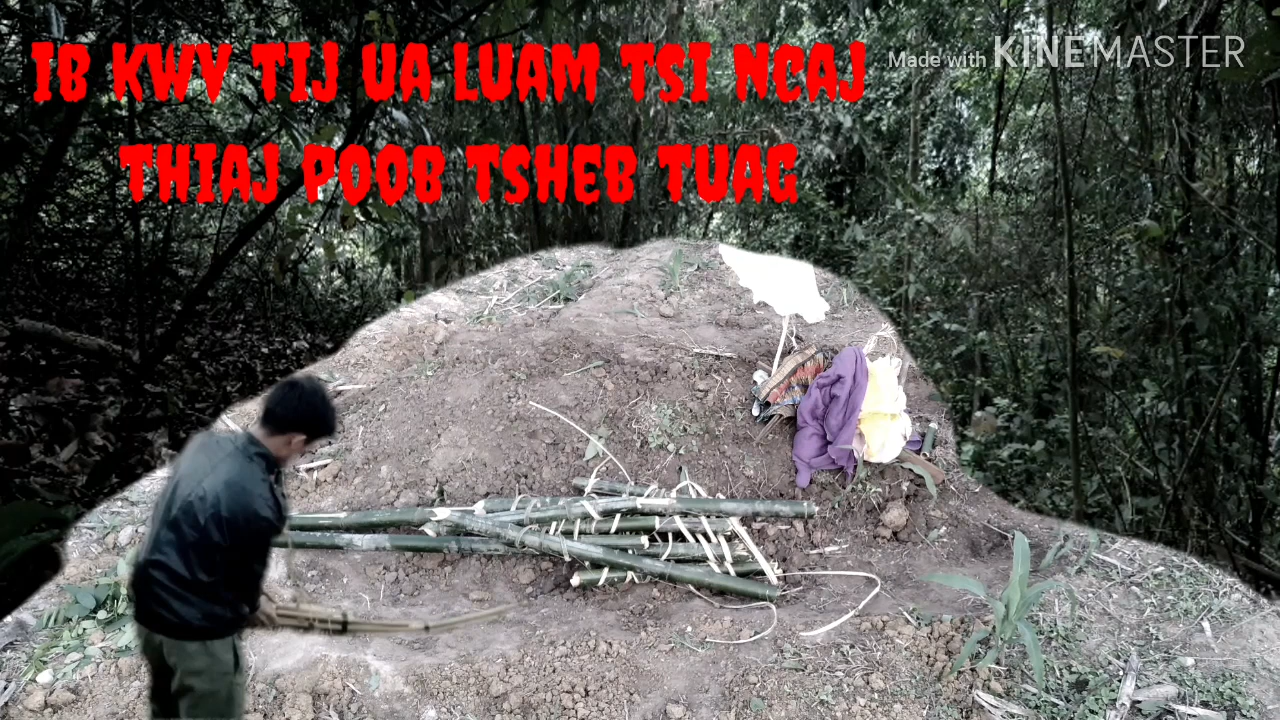 IB KWV TIJ UA LUAM TSI NCAJ
THIAJ POOB TSHEB TUAG
Made with KINEMASTER